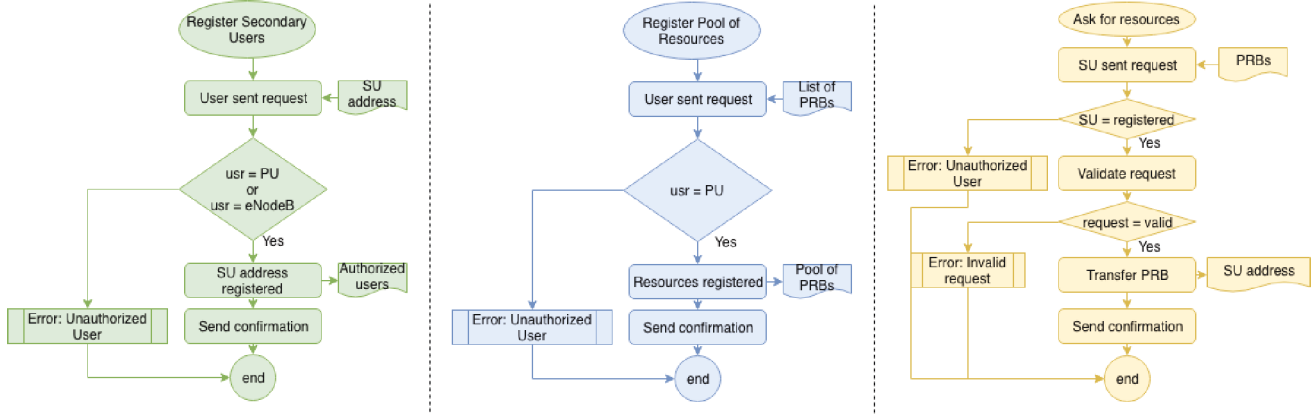 Register Secondary
Users
User sent request
SU
address
usr = PU
or
usr = eNodeB
Yes
SU address
registered
Authorized
users
Error: Unauthorized
User
Send confirmation
end
Register Pool of
Resources
User sent request
List of
PRBs
usr = PU
Yes
Resources registered
Pool of
PRBs
Error: Unauthorized
User
Send confirmation
end
Ask for resources
SU sent request
PRBs
SU = registered
Yes
Error: Unauthorized
User
Validate request
request = valid
Yes
Error: Invalid
request
Transfer PRB
SU address
Send confirmation
end